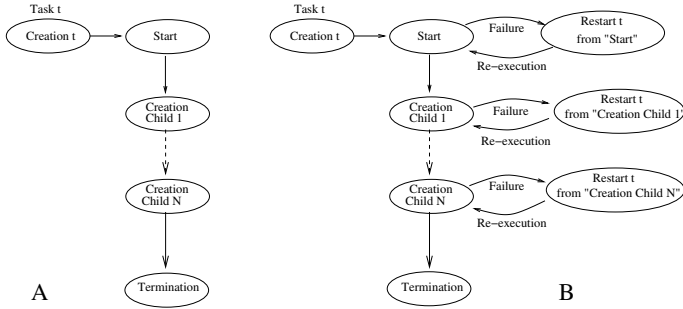 Task t
Creation t
Start
Creation
Child 1
Creation
Child N
Termination
A
Task t
Creation t
Start
Failure
Re−execution
Restart t
from "Start"
Creation
Child 1
Failure
Re−execution
Restart t
from "Creation Child 1"
Creation
Child N
Failure
Re−execution
Restart t
from "Creation Child N"
Termination
B